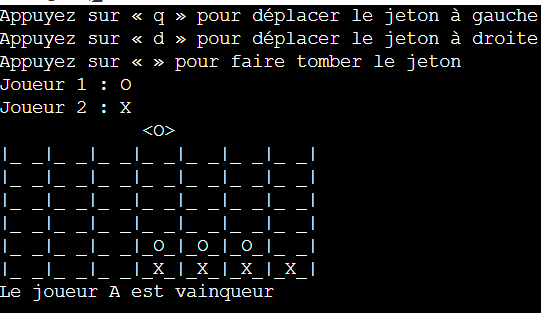 Appuyez sur « q » pour déplacer le jeton à gauche
Appuyez sur « d » pour déplacer le jeton à droite
Appuyez sur « » pour faire tomber le jeton
Joueur 1 : O
Joueur 2 : X
<O>
|_ _|_ _|_ _|_ _|_ _|_ _|_ _|
|_ _|_ _|_ _|_ _|_ _|_ _|_ _|
|_ _|_ _|_ _|_ _|_ _|_ _|_ _|
|_ _|_ _|_ _|_ _|_ _|_ _|_ _|
|_ _|_ _|_ _|_O_|_O_|_O_|_ _|
|_ _|_ _|_ _|_X_|_X_|_X_|_X_|
Le joueur A est vainqueur